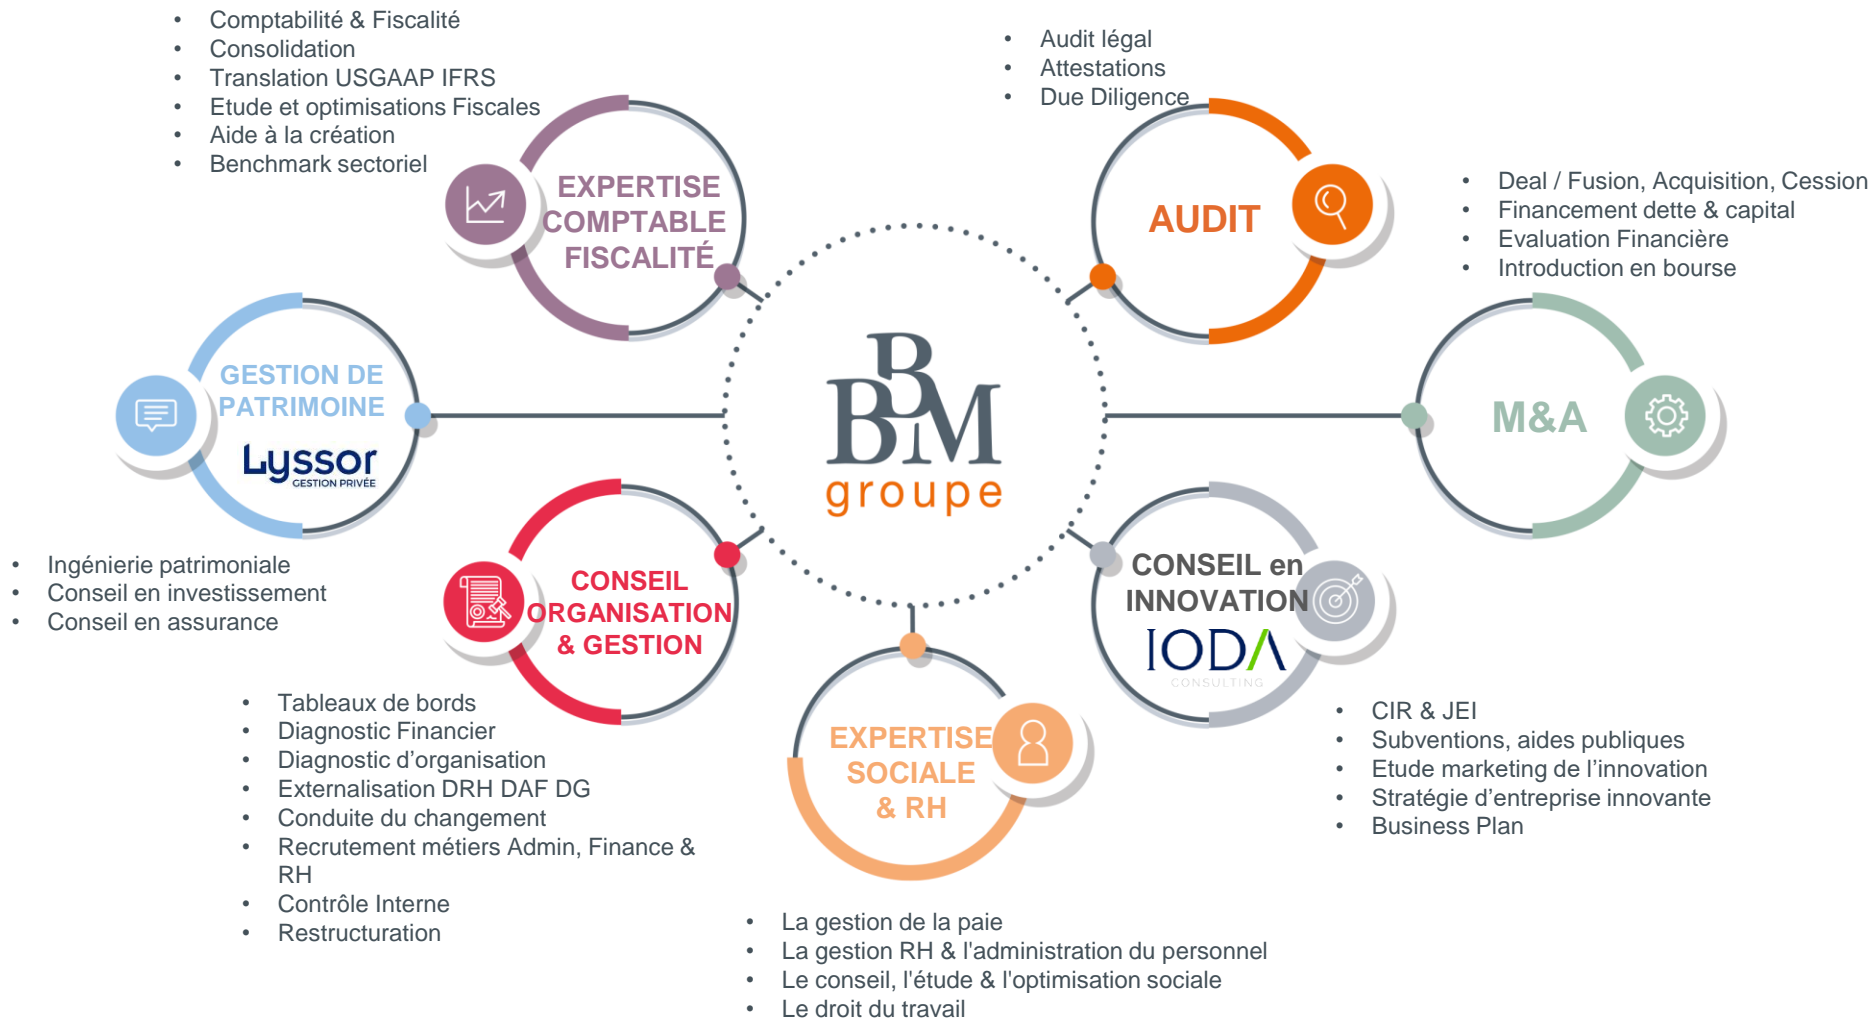 • Comptabilité & Fiscalité
• Consolidation
• Translation USGAAP IFRS
• Etude et optimisations Fiscales
• Aide à la création
• Benchmark sectoriel
EXPERTISE
COMPTABLE
FISCALITÉ
• Audit légal
• Attestations
• Due Diligence
AUDIT
• Deal / Fusion, Acquisition, Cession
• Financement dette & capital
• Evaluation Financière
• Introduction en bourse
M&A
GESTION DE
PATRIMOINE
Lyssor
GESTION PRIVÉE
• Ingénierie patrimoniale
• Conseil en investissement
• Conseil en assurance
BBM
groupe
CONSEIL
ORGANISATION
& GESTION
• Tableaux de bords
• Diagnostic Financier
• Diagnostic d’organisation
• Externalisation DRH DAF DG
• Conduite du changement
• Recrutement métiers Admin, Finance &
RH
• Contrôle Interne
• Restructuration
EXPERTISE
SOCIALE
& RH
• La gestion de la paie
• La gestion RH & l'administration du personnel
• Le conseil, l'étude & l'optimisation sociale
• Le droit du travail
CONSEIL en
INNOVATION
IODA
CONSULTING
• CIR & JEI
• Subventions, aides publiques
• Etude marketing de l’innovation
• Stratégie d’entreprise innovante
• Business Plan